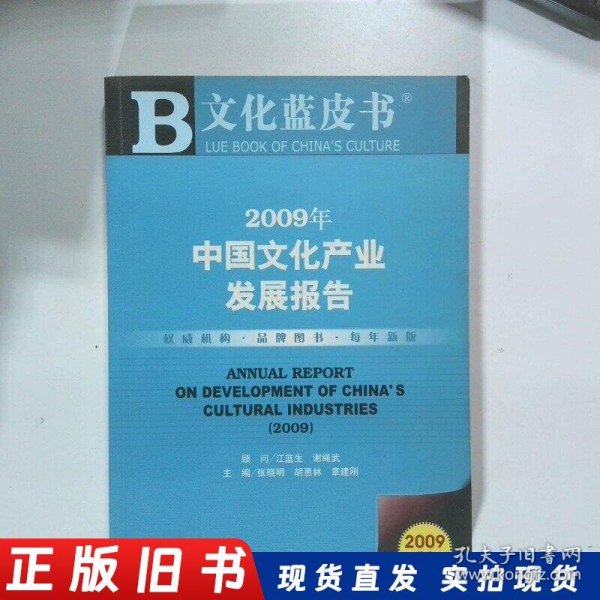 B 文化蓝皮书®
LUE BOOK OF CHINA'S CULTURE
2009年
中国文化产业
发展报告
权威机构·品牌图书·每年新版
ANNUAL REPORT
ON DEVELOPMENT OF CHINA'S
CULTURAL INDUSTRIES
(2009)
顾 问/江蓝生 谢绳武
主 编/张晓明 胡惠林 章建刚
2009
孔夫子旧书网
www.kongfz.com
正版旧书 现货直发 实拍现货